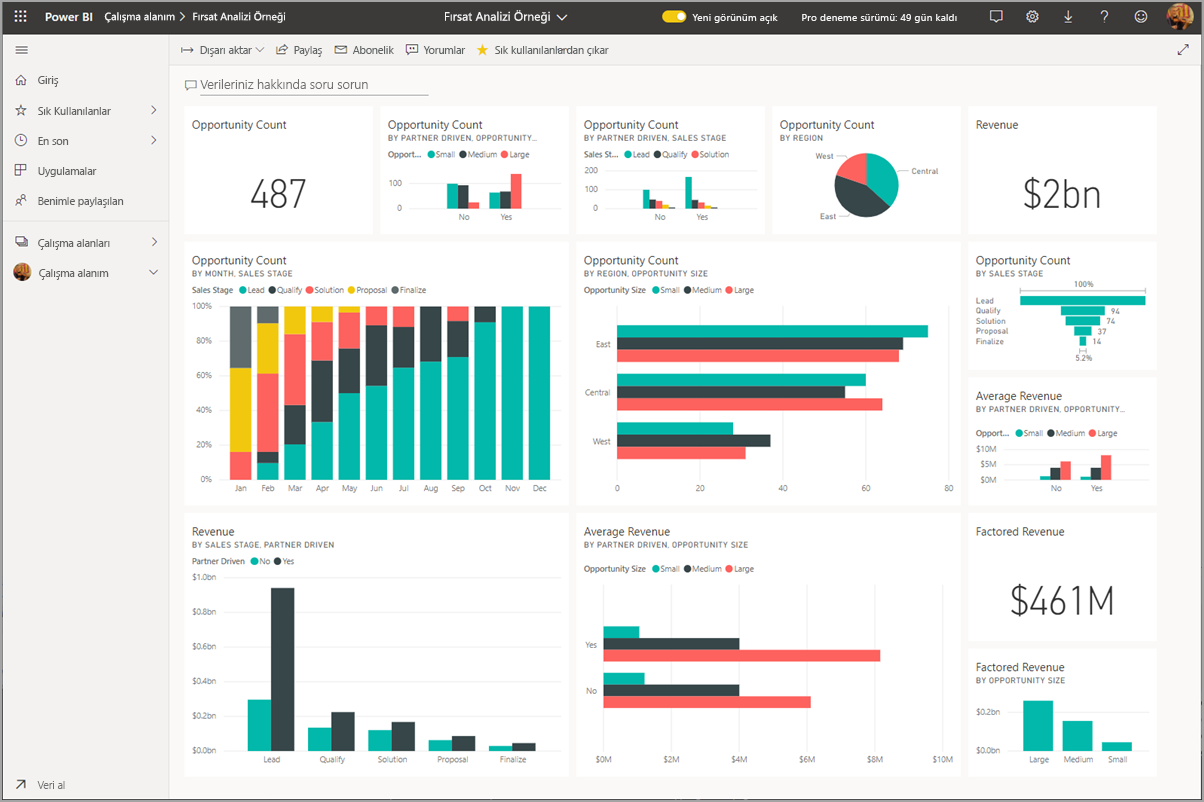 Power BI Çalışma alanım > Fırsat Analizi Örneği
Fırsat Analizi Örneği
Yeni görünüm açık
Pro deneme sürümü: 49 gün kaldı
Dışarı aktar Paylaş Abonelik Yorumlar Sık kullanılanlardan çıkar
Giriş
Sık Kullanılanlar
En son
Uygulamalar
Benimle paylaşılan
Çalışma alanları
Çalışma alanım
Veri al
Verileriniz hakkında soru sorun
Opportunity Count
487
Opportunity Count
BY PARTNER DRIVEN, OPPORTUNITY...
Opport... Small Medium Large
100
0
No Yes
Opportunity Count
BY PARTNER DRIVEN, SALES STAGE
Sales St... Lead Qualify Solution
200
100
0
No Yes
Opportunity Count
BY REGION
West
Central
East
Revenue
$2bn
Opportunity Count
BY MONTH, SALES STAGE
Sales Stage Lead Qualify Solution Proposal Finalize
100%
80%
60%
40%
20%
0%
Jan Feb Mar Apr May Jun Jul Aug Sep Oct Nov Dec
Opportunity Count
BY REGION, OPPORTUNITY SIZE
Opportunity Size Small Medium Large
East
Central
West
0 20 40 60 80
Opportunity Count
BY SALES STAGE
100%
Lead
Qualify 94
Solution 74
Proposal 37
Finalize 14
5.2%
Average Revenue
BY PARTNER DRIVEN, OPPORTUNITY...
Opport... Small Medium Large
$10M
$5M
$0M
No Yes
Revenue
BY SALES STAGE, PARTNER DRIVEN
Partner Driven No Yes
$1.0bn
$0.8bn
$0.6bn
$0.4bn
$0.2bn
$0.0bn
Lead Qualify Solution Proposal Finalize
Average Revenue
BY PARTNER DRIVEN, OPPORTUNITY SIZE
Opportunity Size Small Medium Large
Yes
No
$0M $2M $4M $6M $8M $10M
Factored Revenue
$461M
Factored Revenue
BY OPPORTUNITY SIZE
$0.2bn
$0.0bn
Large Medium Small